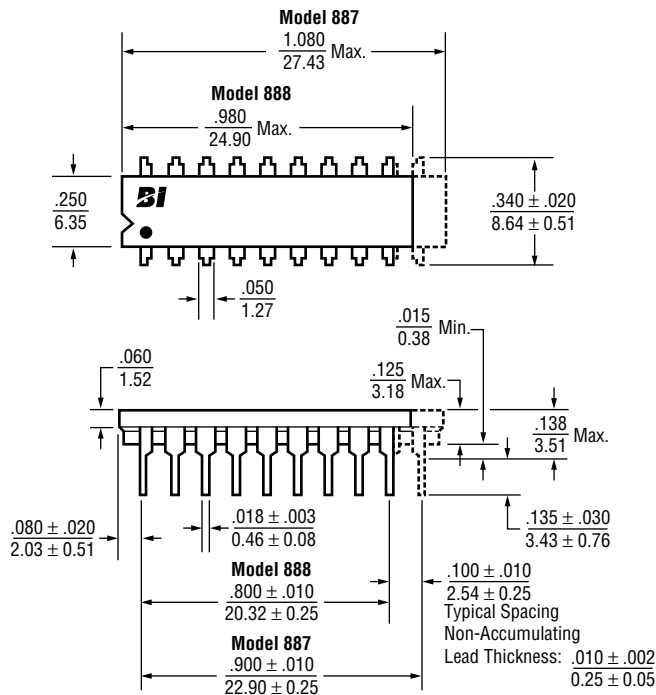 Model 887
1.080
27.43 Max.
Model 888
.980
24.90 Max.
.250
6.35
BI
.340 ± .020
8.64 ± 0.51
.050
1.27
.015
0.38 Min.
.060
1.52
.125
3.18 Max.
.138
3.51 Max.
.080 ± .020
2.03 ± 0.51
.018 ± .003
0.46 ± 0.08
.135 ± .030
3.43 ± 0.76
Model 888
.800 ± .010
20.32 ± 0.25
.100 ± .010
2.54 ± 0.25
Typical Spacing
Non-Accumulating
Lead Thickness: .010 ± .002
0.25 ± 0.05
Model 887
.900 ± .010
22.90 ± 0.25